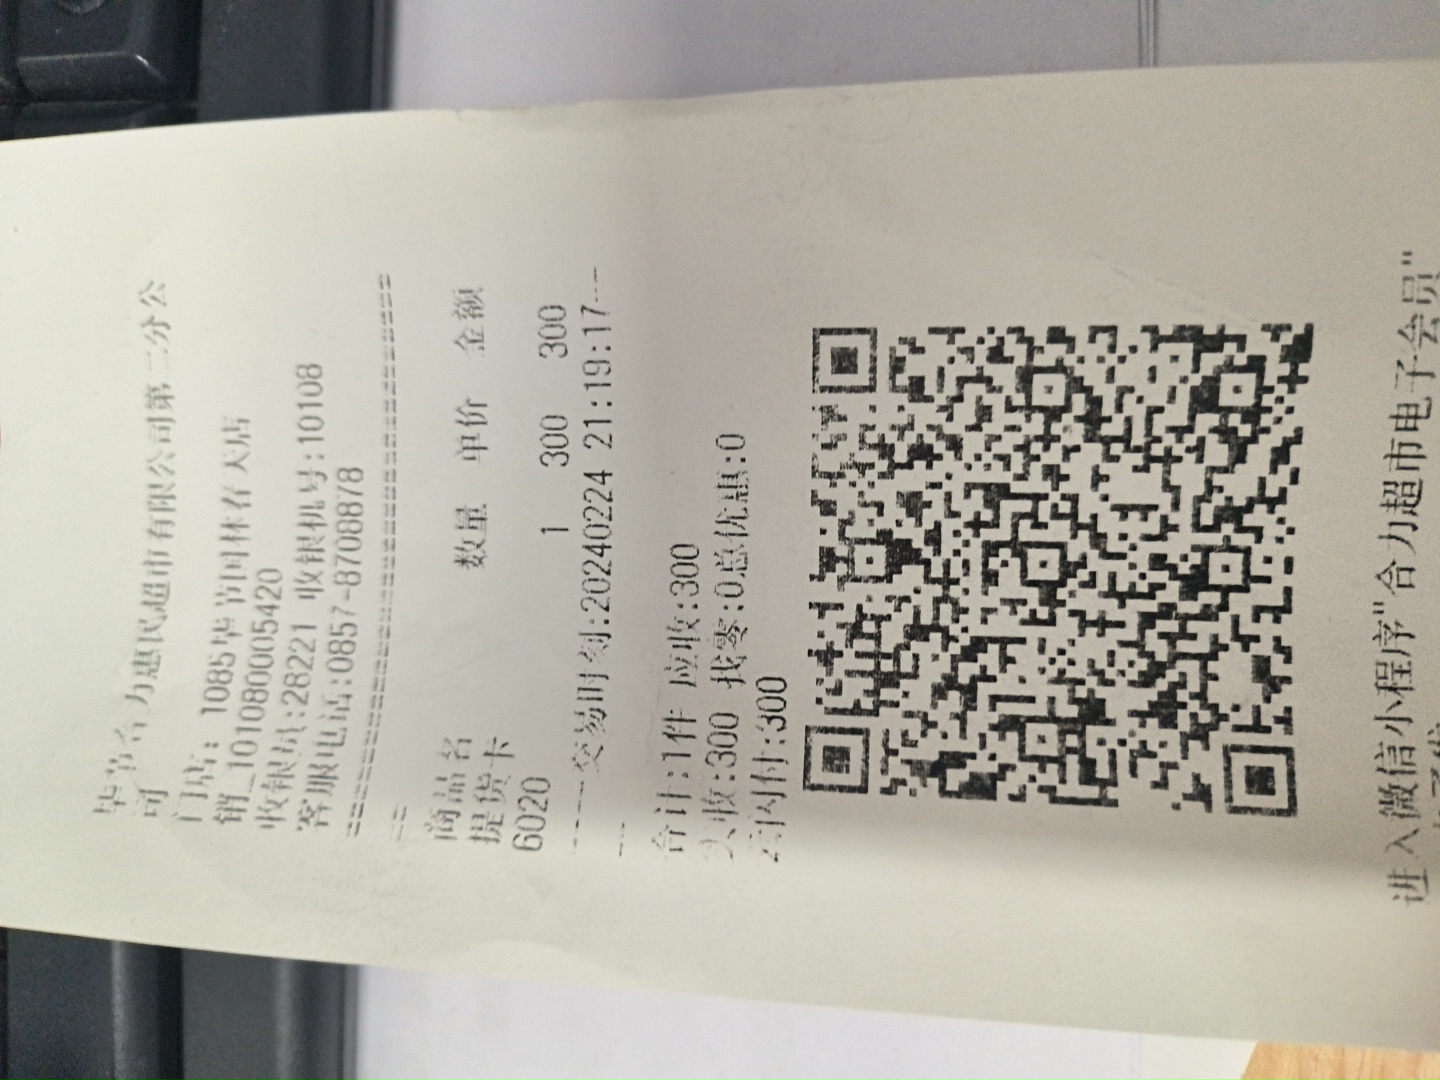 毕节合力惠民超市有限公司第二分公
司
门店: 1085毕节国林春天店
销_1010800005420
收银员:28221 收银机号:10108
客服电话:0857-8708878
商品名 数量 单价 金额
提货卡
6020 1 300 300
-----交易时刻:20240224 21:19:17---
合计:1件 应收:300
实收:300 找零:0总优惠:0
云闪付:300
进入微信小程序"合力超市电子会员"